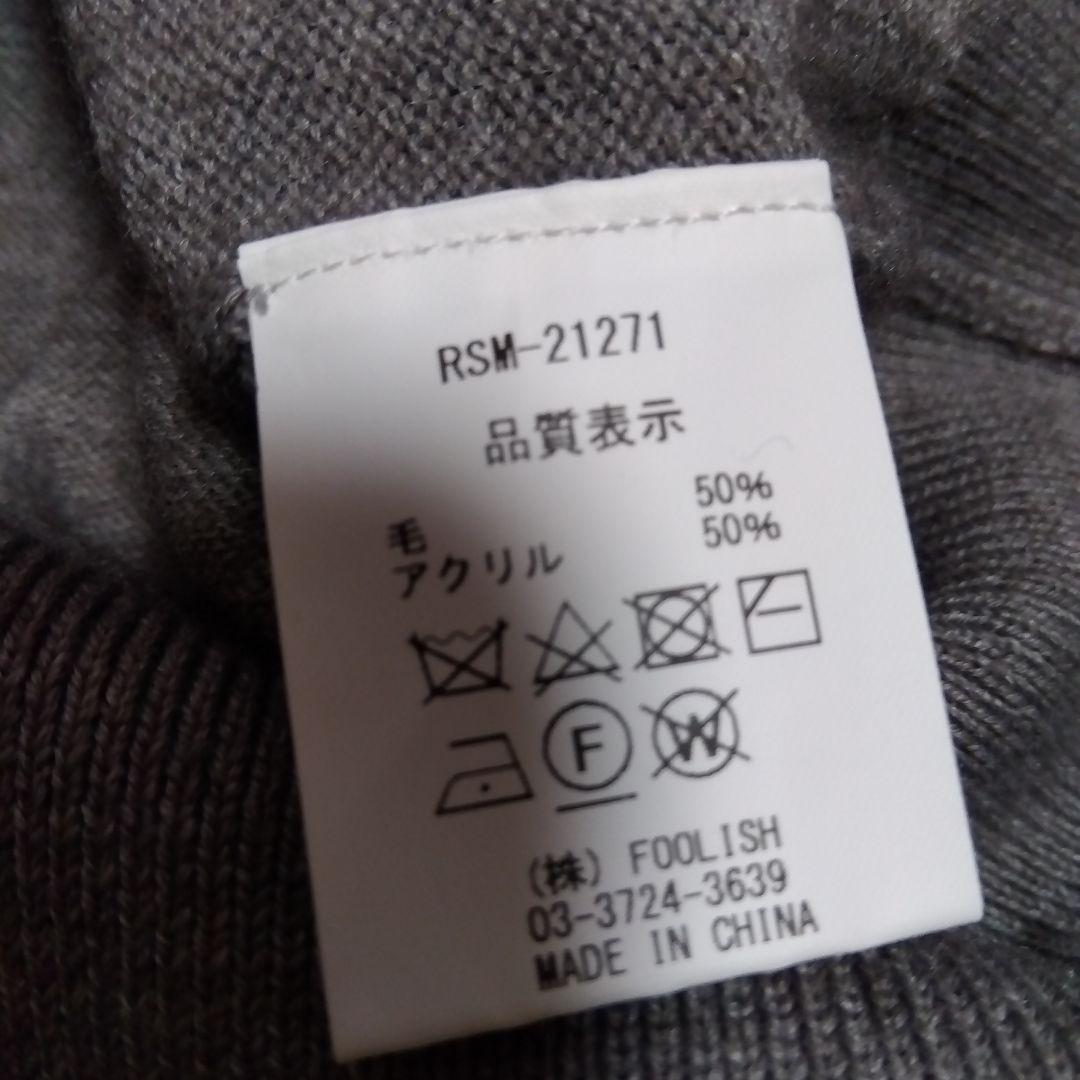 RSM-21271
品質表示
毛 50%
アクリル 50%
F W
(株) FOOLISH
03-3724-3639
MADE IN CHINA